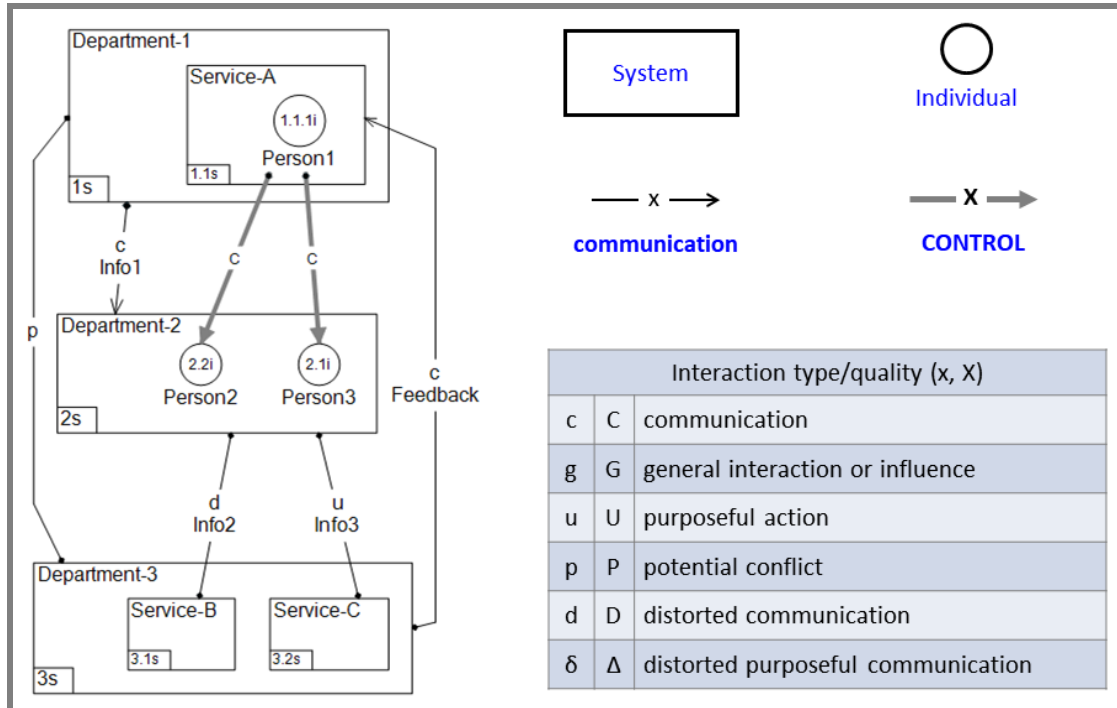 Department-1
Service-A
1.1.1i
Person1
1.1s
1s
c
Info1
c
c
p
Department-2
2.2i
2.1i
Person2
Person3
2s
c
Feedback
d
Info2
u
Info3
Department-3
Service-B
Service-C
3.1s
3.2s
3s
System
Individual
x
communication
X
CONTROL
Interaction type/quality (x, X)
c C communication
g G general interaction or influence
u U purposeful action
p P potential conflict
d D distorted communication
δ Δ distorted purposeful communication